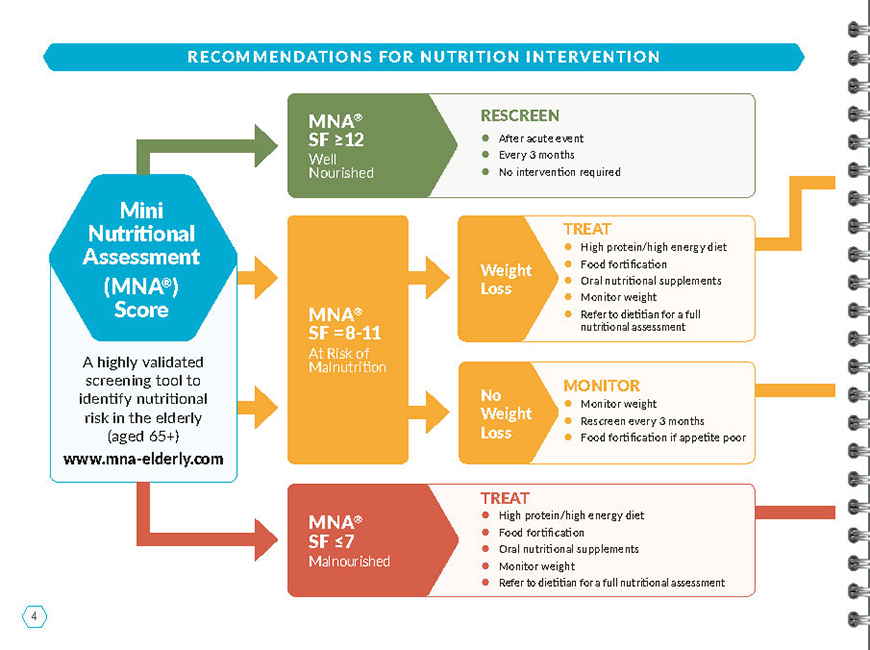 RECOMMENDATIONS FOR NUTRITION INTERVENTION
Mini
Nutritional
Assessment
(MNA®)
Score
A highly validated
screening tool to
identify nutritional
risk in the elderly
(aged 65+)
www.mna-elderly.com
MNA®
SF ≥12
Well
Nourished
RESCREEN
● After acute event
● Every 3 months
● No intervention required
MNA®
SF =8-11
At Risk of
Malnutrition
Weight
Loss
TREAT
● High protein/high energy diet
● Food fortification
● Oral nutritional supplements
● Monitor weight
● Refer to dietitian for a full
nutritional assessment
No
Weight
Loss
MONITOR
● Monitor weight
● Rescreen every 3 months
● Food fortification if appetite poor
MNA®
SF ≤7
Malnourished
TREAT
● High protein/high energy diet
● Food fortification
● Oral nutritional supplements
● Monitor weight
● Refer to dietitian for a full nutritional assessment
4